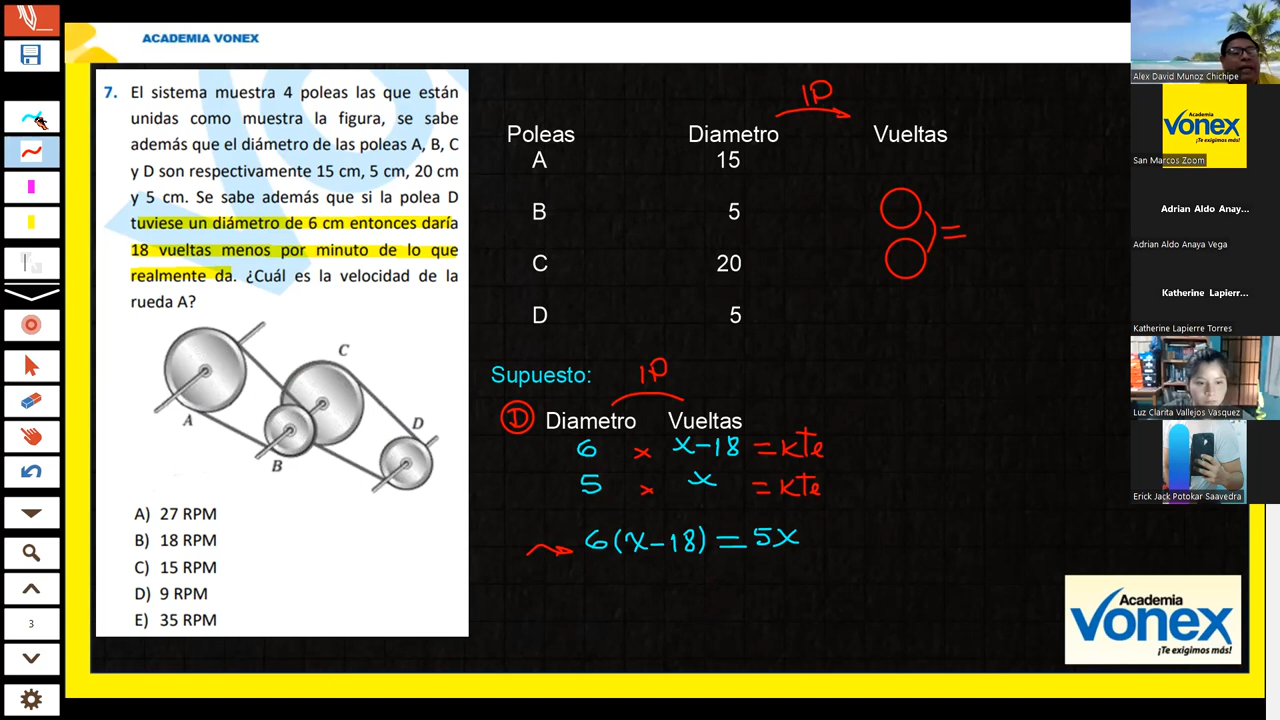 ACADEMIA VONEX
7. El sistema muestra 4 poleas las que están
unidas como muestra la figura, se sabe
además que el diámetro de las poleas A, B, C
y D son respectivamente 15 cm, 5 cm, 20 cm
y 5 cm. Se sabe además que si la polea D
tuviese un diámetro de 6 cm entonces daría
18 vueltas menos por minuto de lo que
realmente da. ¿Cuál es la velocidad de la
rueda A?
A
B
C
D
A) 27 RPM
B) 18 RPM
C) 15 RPM
D) 9 RPM
E) 35 RPM
IP
Poleas Diametro Vueltas
A 15
B 5
C 20
D 5
=
Supuesto:
IP
D Diametro Vueltas
6 × x-18 = kte
5 × x = kte
6(x-18) = 5x
Academia
Vonex
¡Te exigimos más!
3
Alex David Munoz Chichipe
Academia
Vonex
¡Te exigimos más!
San Marcos Zoom
Adrian Aldo Anay...
Adrian Aldo Anaya Vega
Katherine Lapierr...
Katherine Lapierre Torres
Luz Clarita Vallejos Vasquez
Erick Jack Potokar Saavedra